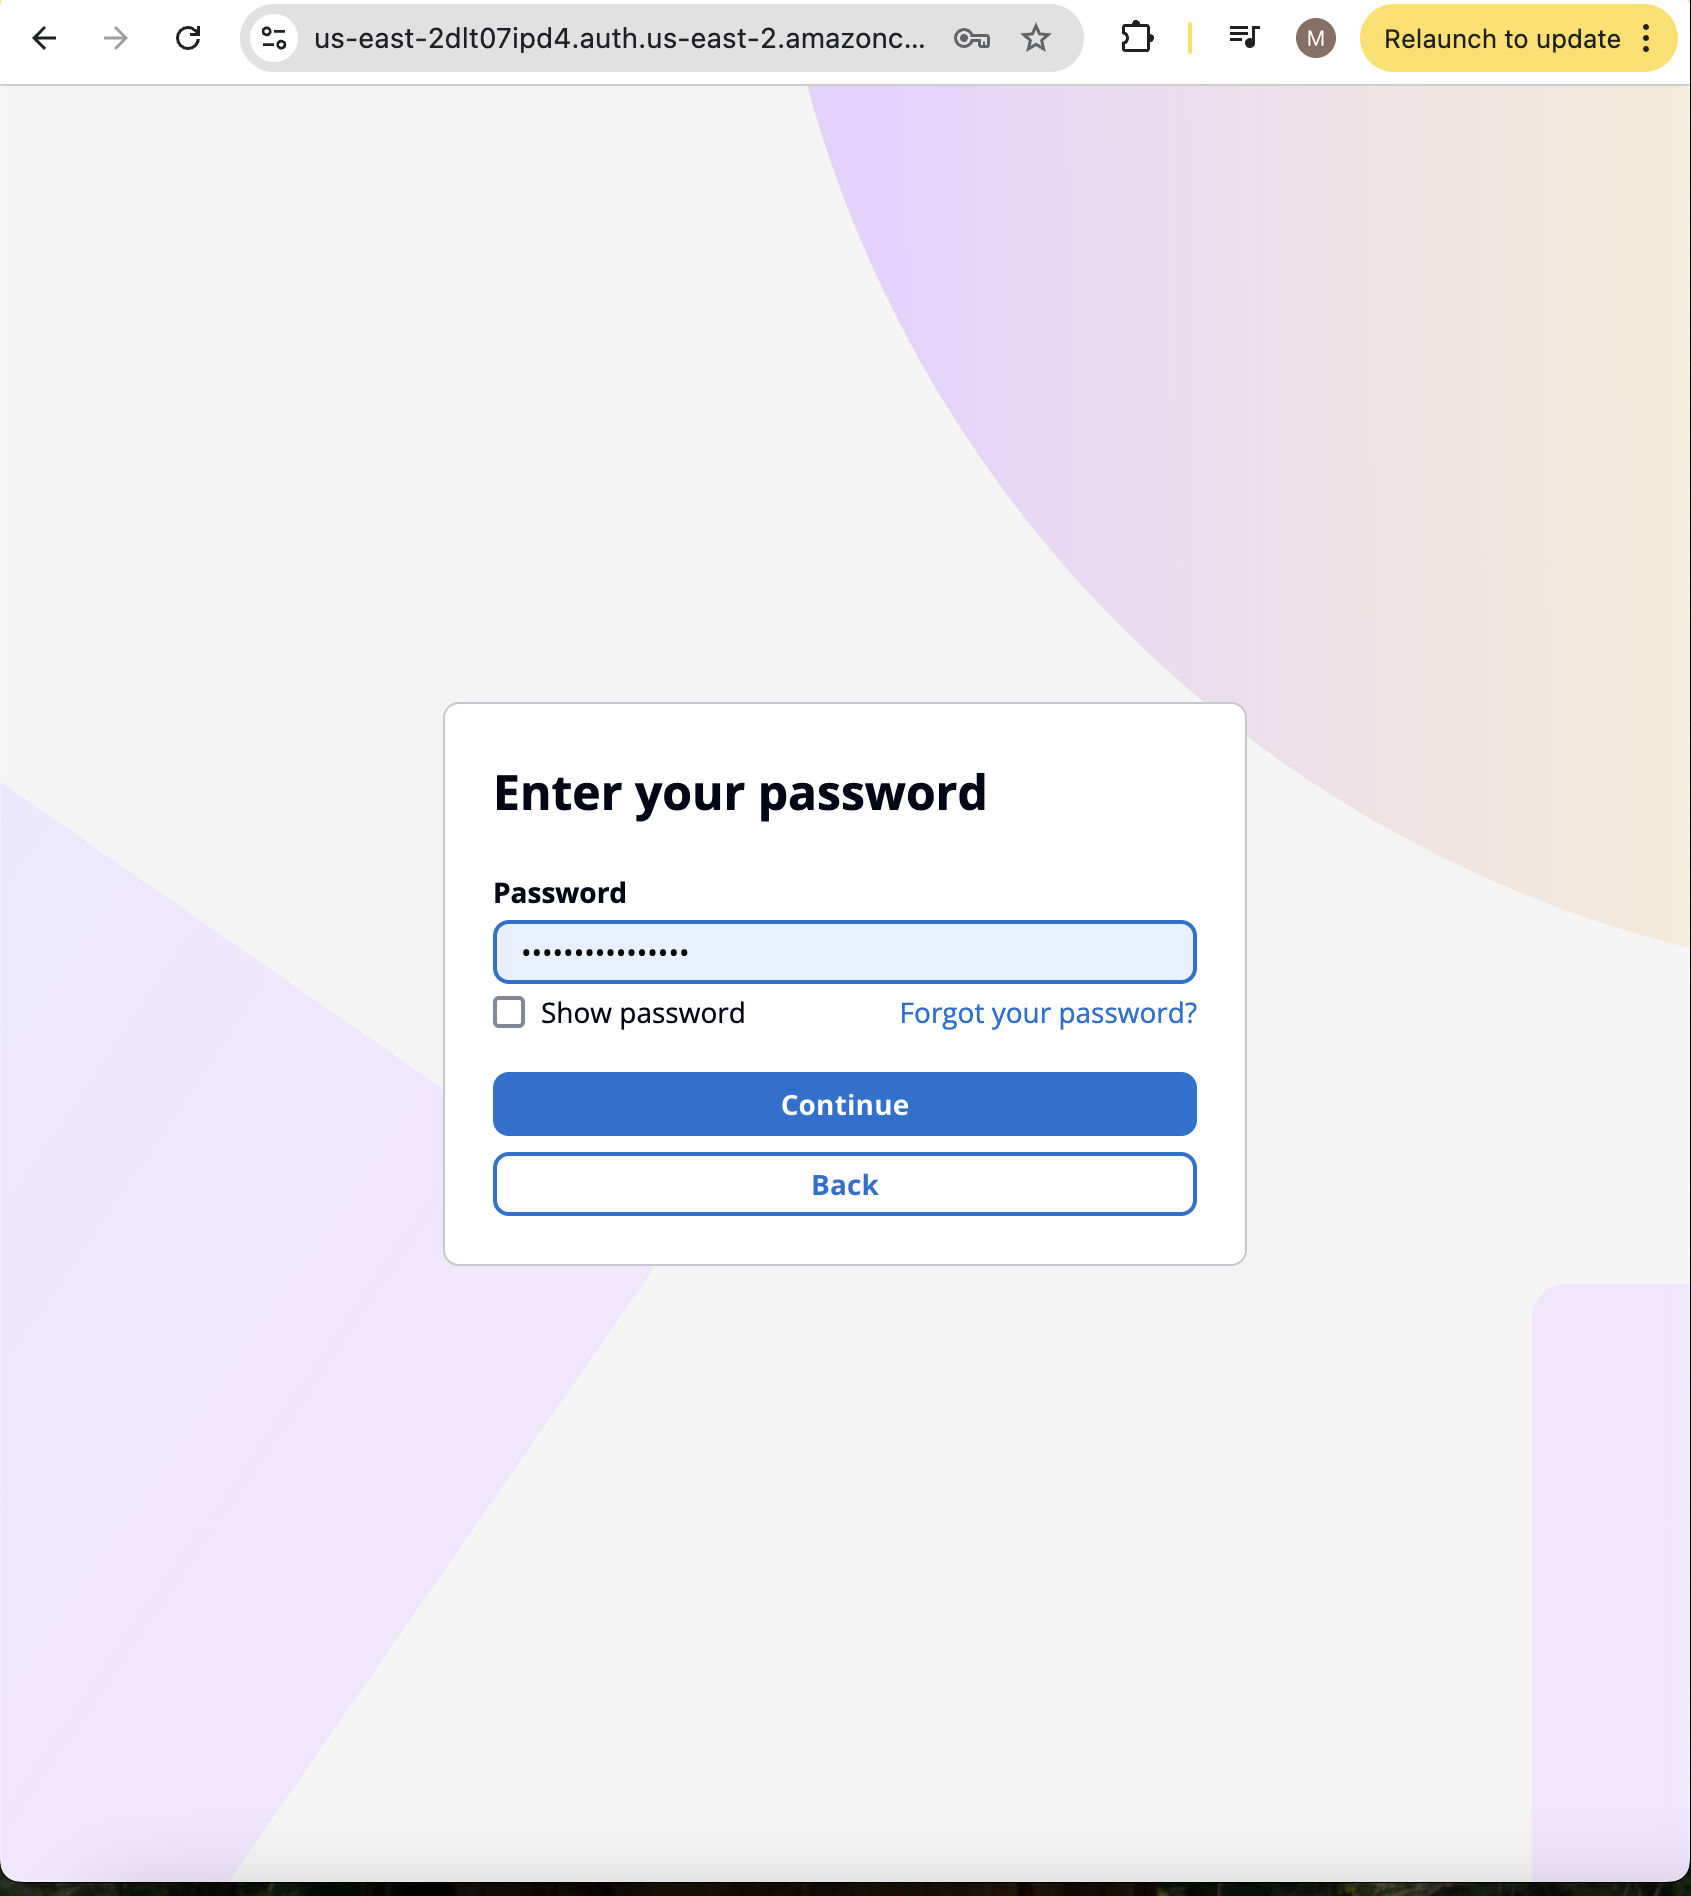 us-east-2dlt07ipd4.auth.us-east-2.amazonc...
M
Relaunch to update
Enter your password
Password
••••••••••••••••
Show password
Forgot your password?
Continue
Back